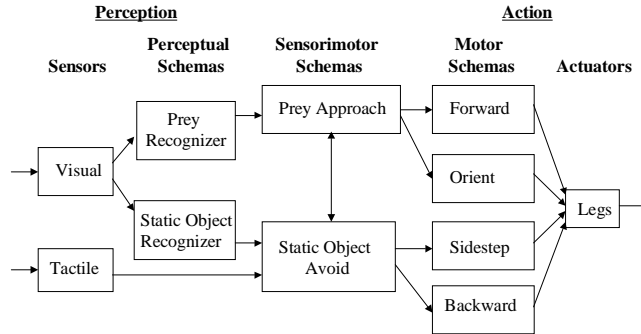 Perception
Action
Perceptual
Schemas
Sensorimotor
Schemas
Motor
Schemas
Sensors
Actuators
Prey
Recognizer
Prey Approach
Forward
Visual
Orient
Legs
Static Object
Recognizer
Static Object
Avoid
Sidestep
Tactile
Backward